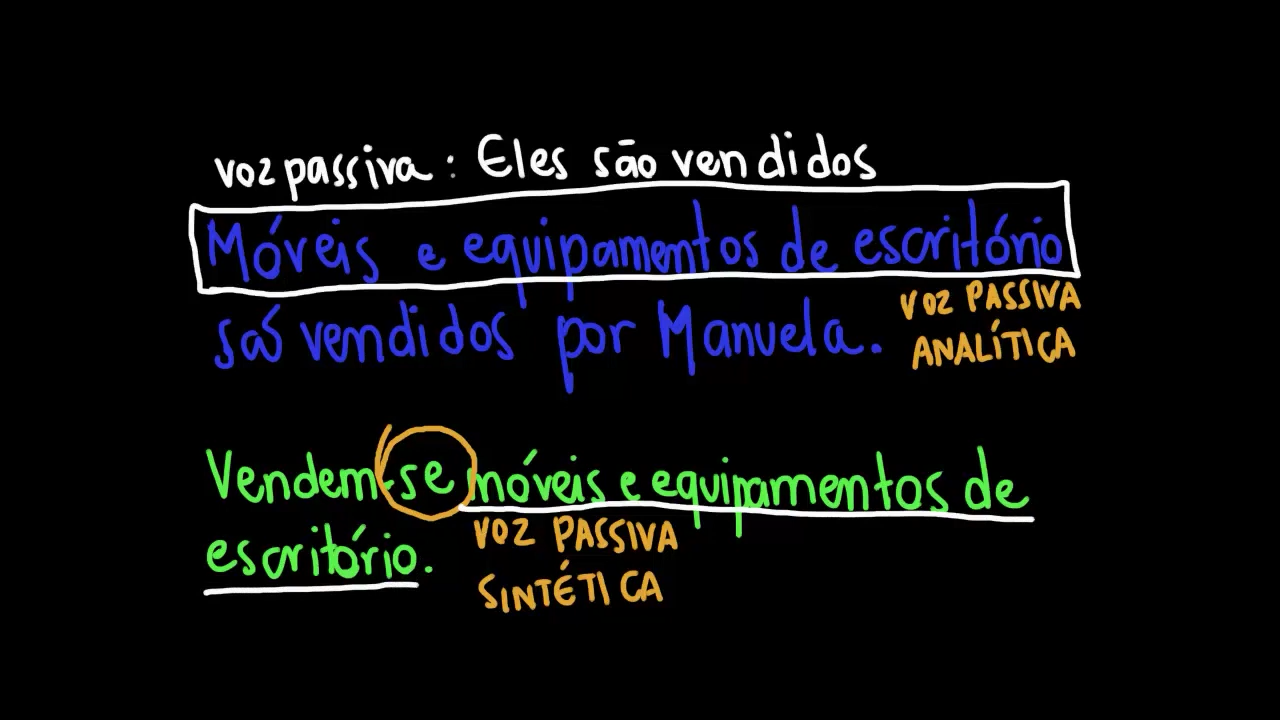 voz passiva: Eles são vendidos
Móveis e equipamentos de escritório
são vendidos por Manuela.
VOZ PASSIVA
ANALÍTICA
Vendem-se móveis e equipamentos de
escritório.
VOZ PASSIVA
SINTÉTICA